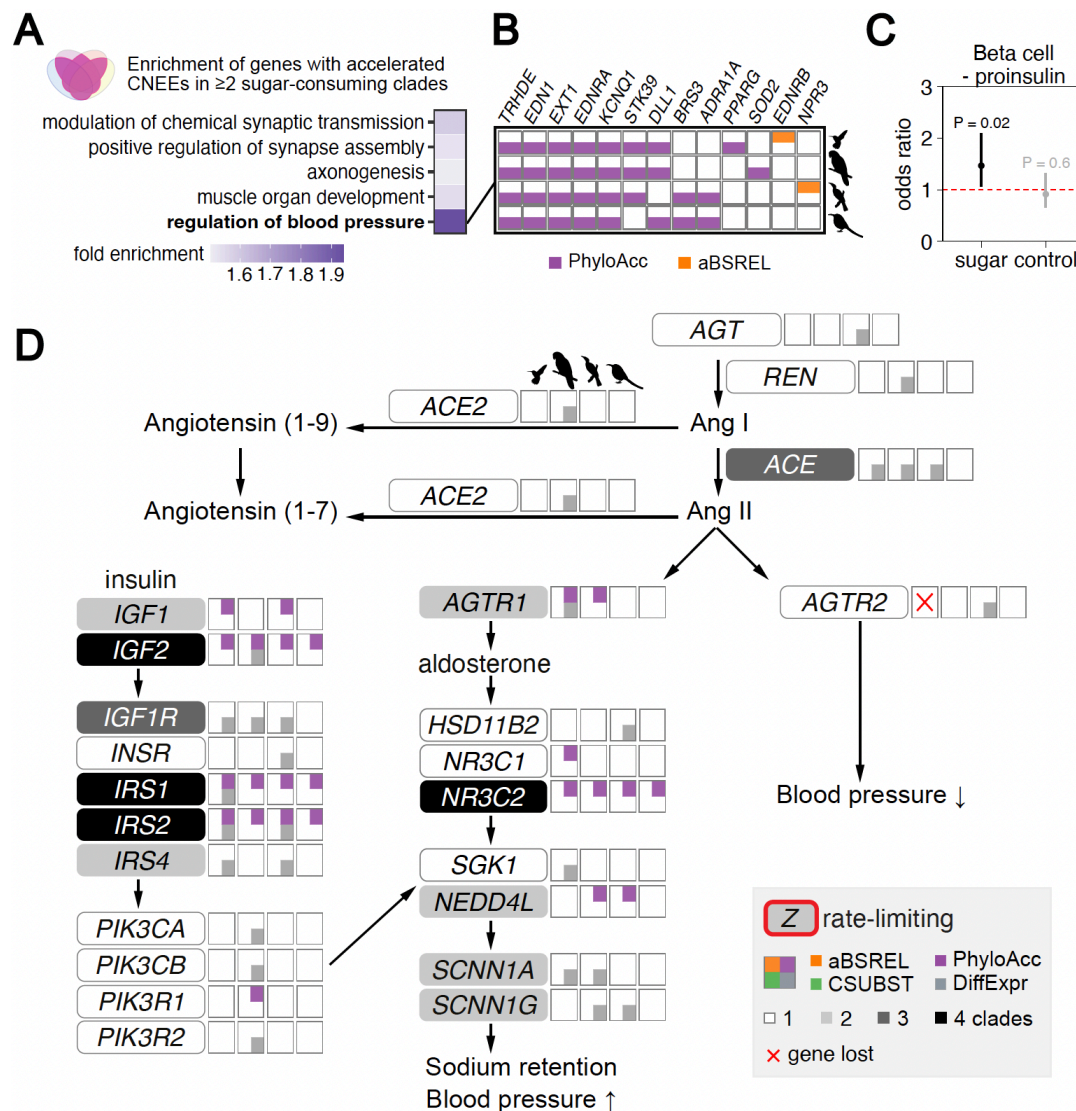 A
Enrichment of genes with accelerated
CNEEs in ≥2 sugar-consuming clades
modulation of chemical synaptic transmission
positive regulation of synapse assembly
axonogenesis
muscle organ development
regulation of blood pressure
fold enrichment
1.6 1.7 1.8 1.9
B
TRHDE EDN1 EXT1 EDNRA KCNQ1 STK39 DLL1 BRS3 ADRA1A PPARG SOD2 EDNRB NPR3
PhyloAcc aBSREL
C
Beta cell
- proinsulin
odds ratio
3
2
1
0
P = 0.02
P = 0.6
sugar control
D
AGT
REN
ACE2
Angiotensin (1-9)
Ang I
ACE
ACE2
Angiotensin (1-7)
Ang II
insulin
IGF1
IGF2
IGF1R
INSR
IRS1
IRS2
IRS4
PIK3CA
PIK3CB
PIK3R1
PIK3R2
AGTR1
aldosterone
HSD11B2
NR3C1
NR3C2
SGK1
NEDD4L
SCNN1A
SCNN1G
Sodium retention
Blood pressure ↑
AGTR2
Blood pressure ↓
Z rate-limiting
aBSREL PhyloAcc
CSUBST DiffExpr
1 2 3 4 clades
gene lost